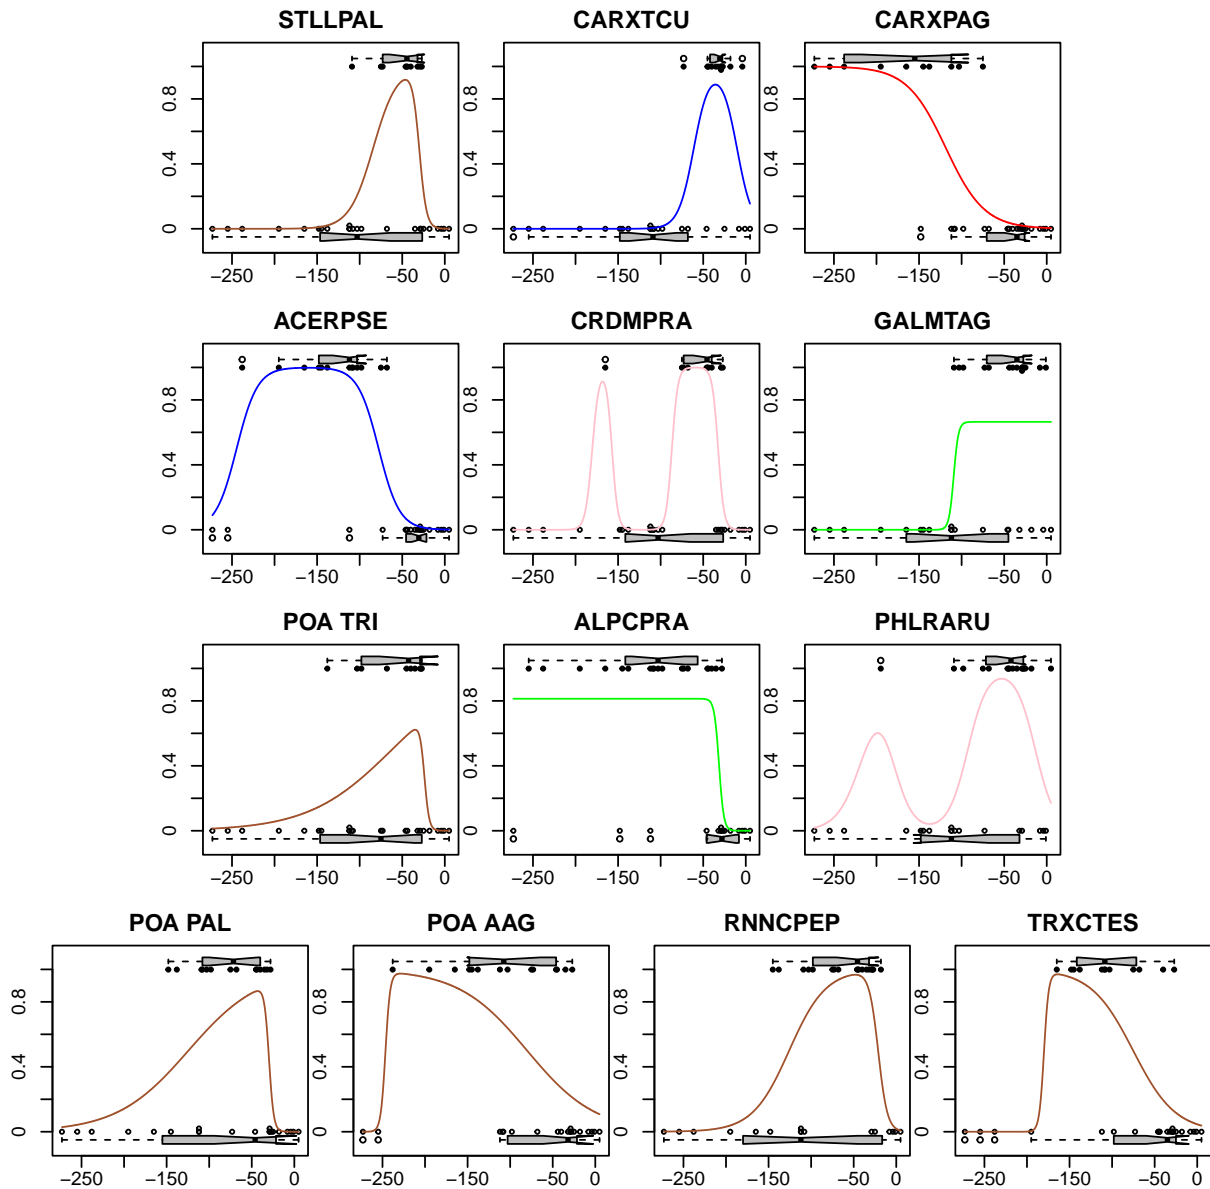 STLLPAL CARXTCU CARXPAG
0 0.4 0.8 0 0.4 0.8 0 0.4 0.8
−250 −150 −50 0 −250 −150 −50 0 −250 −150 −50 0
ACERPSE CRDMPRA GALMTAG
0 0.4 0.8 0 0.4 0.8 0 0.4 0.8
−250 −150 −50 0 −250 −150 −50 0 −250 −150 −50 0
POA TRI ALPCPRA PHLRARU
0 0.4 0.8 0 0.4 0.8 0 0.4 0.8
−250 −150 −50 0 −250 −150 −50 0 −250 −150 −50 0
POA PAL POA AAG RNNCPEP TRXCTES
0 0.4 0.8 0 0.4 0.8 0 0.4 0.8 0 0.4 0.8
−250 −150 −50 0 −250 −150 −50 0 −250 −150 −50 0 −250 −150 −50 0